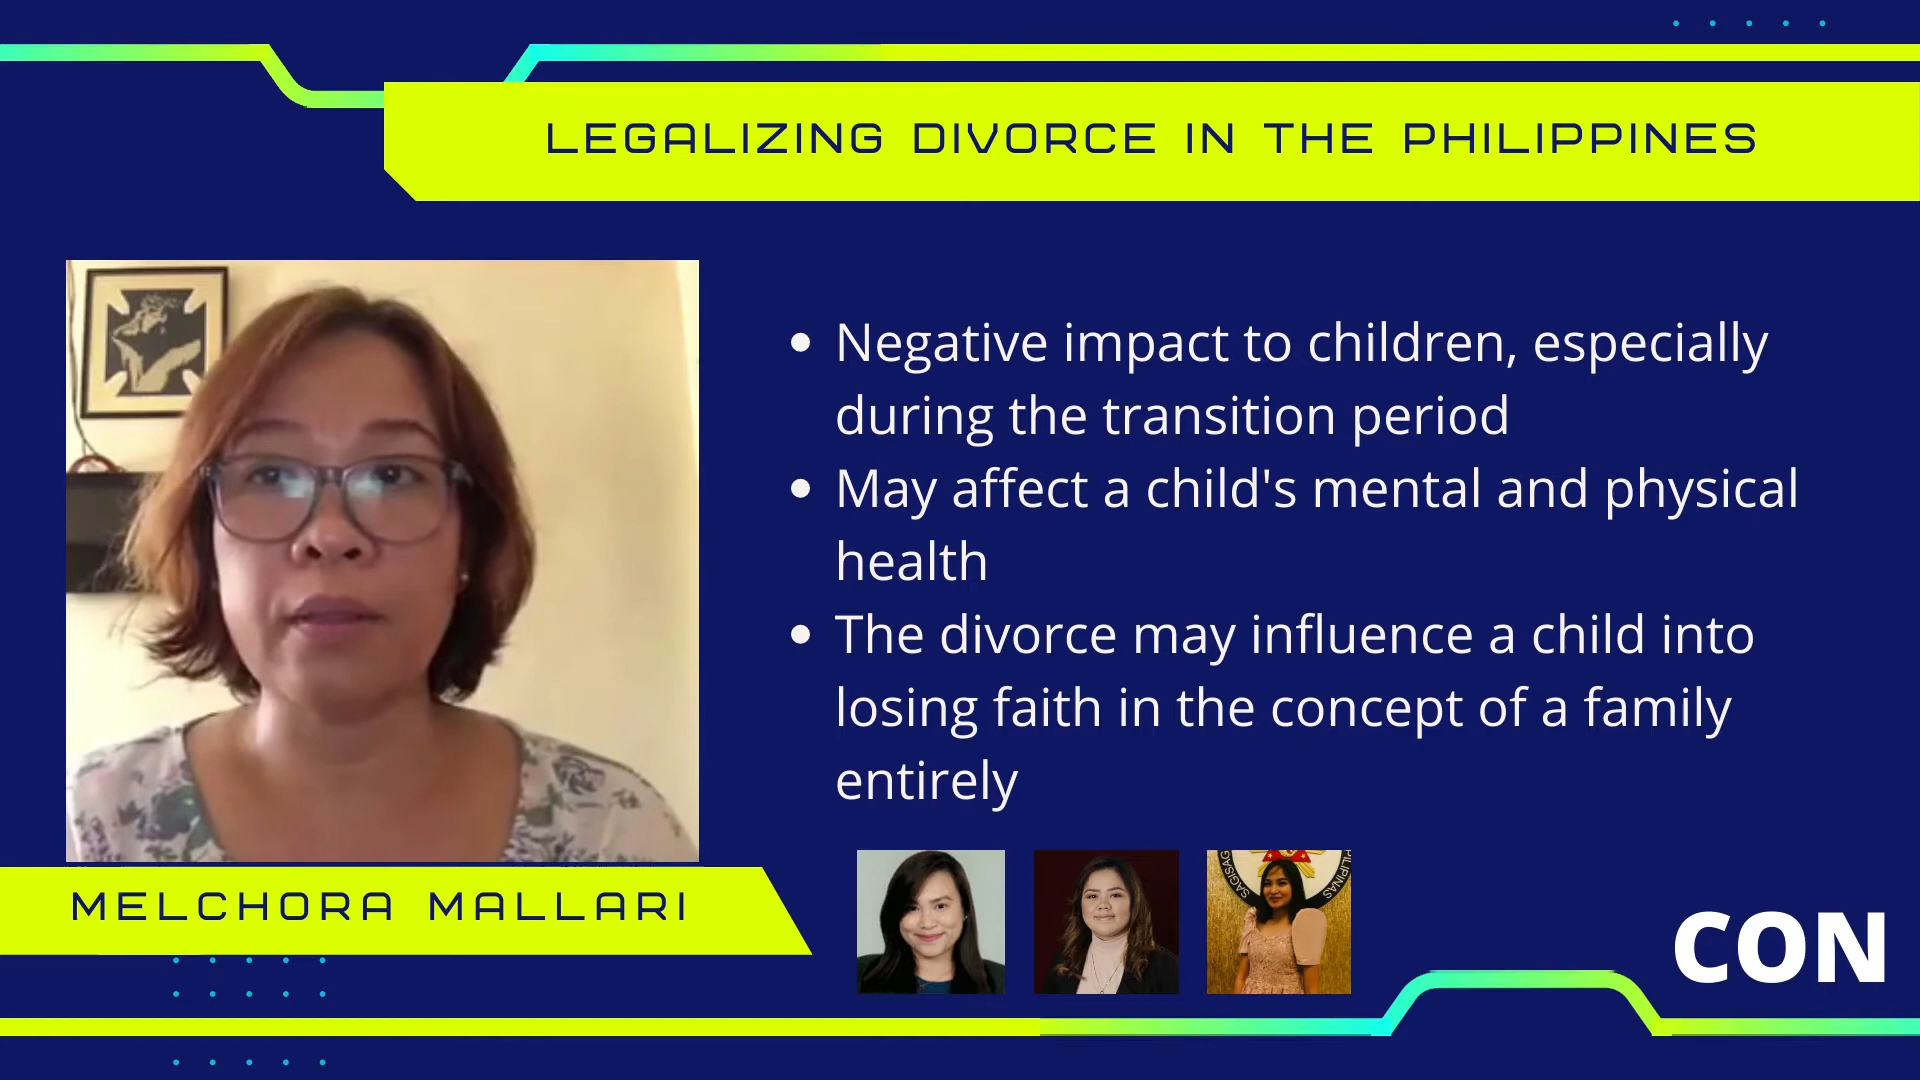 LEGALIZING DIVORCE IN THE PHILIPPINES
• Negative impact to children, especially
during the transition period
• May affect a child's mental and physical
health
• The divorce may influence a child into
losing faith in the concept of a family
entirely
MELCHORA MALLARI
SAGISAG
PILIPINAS
CON